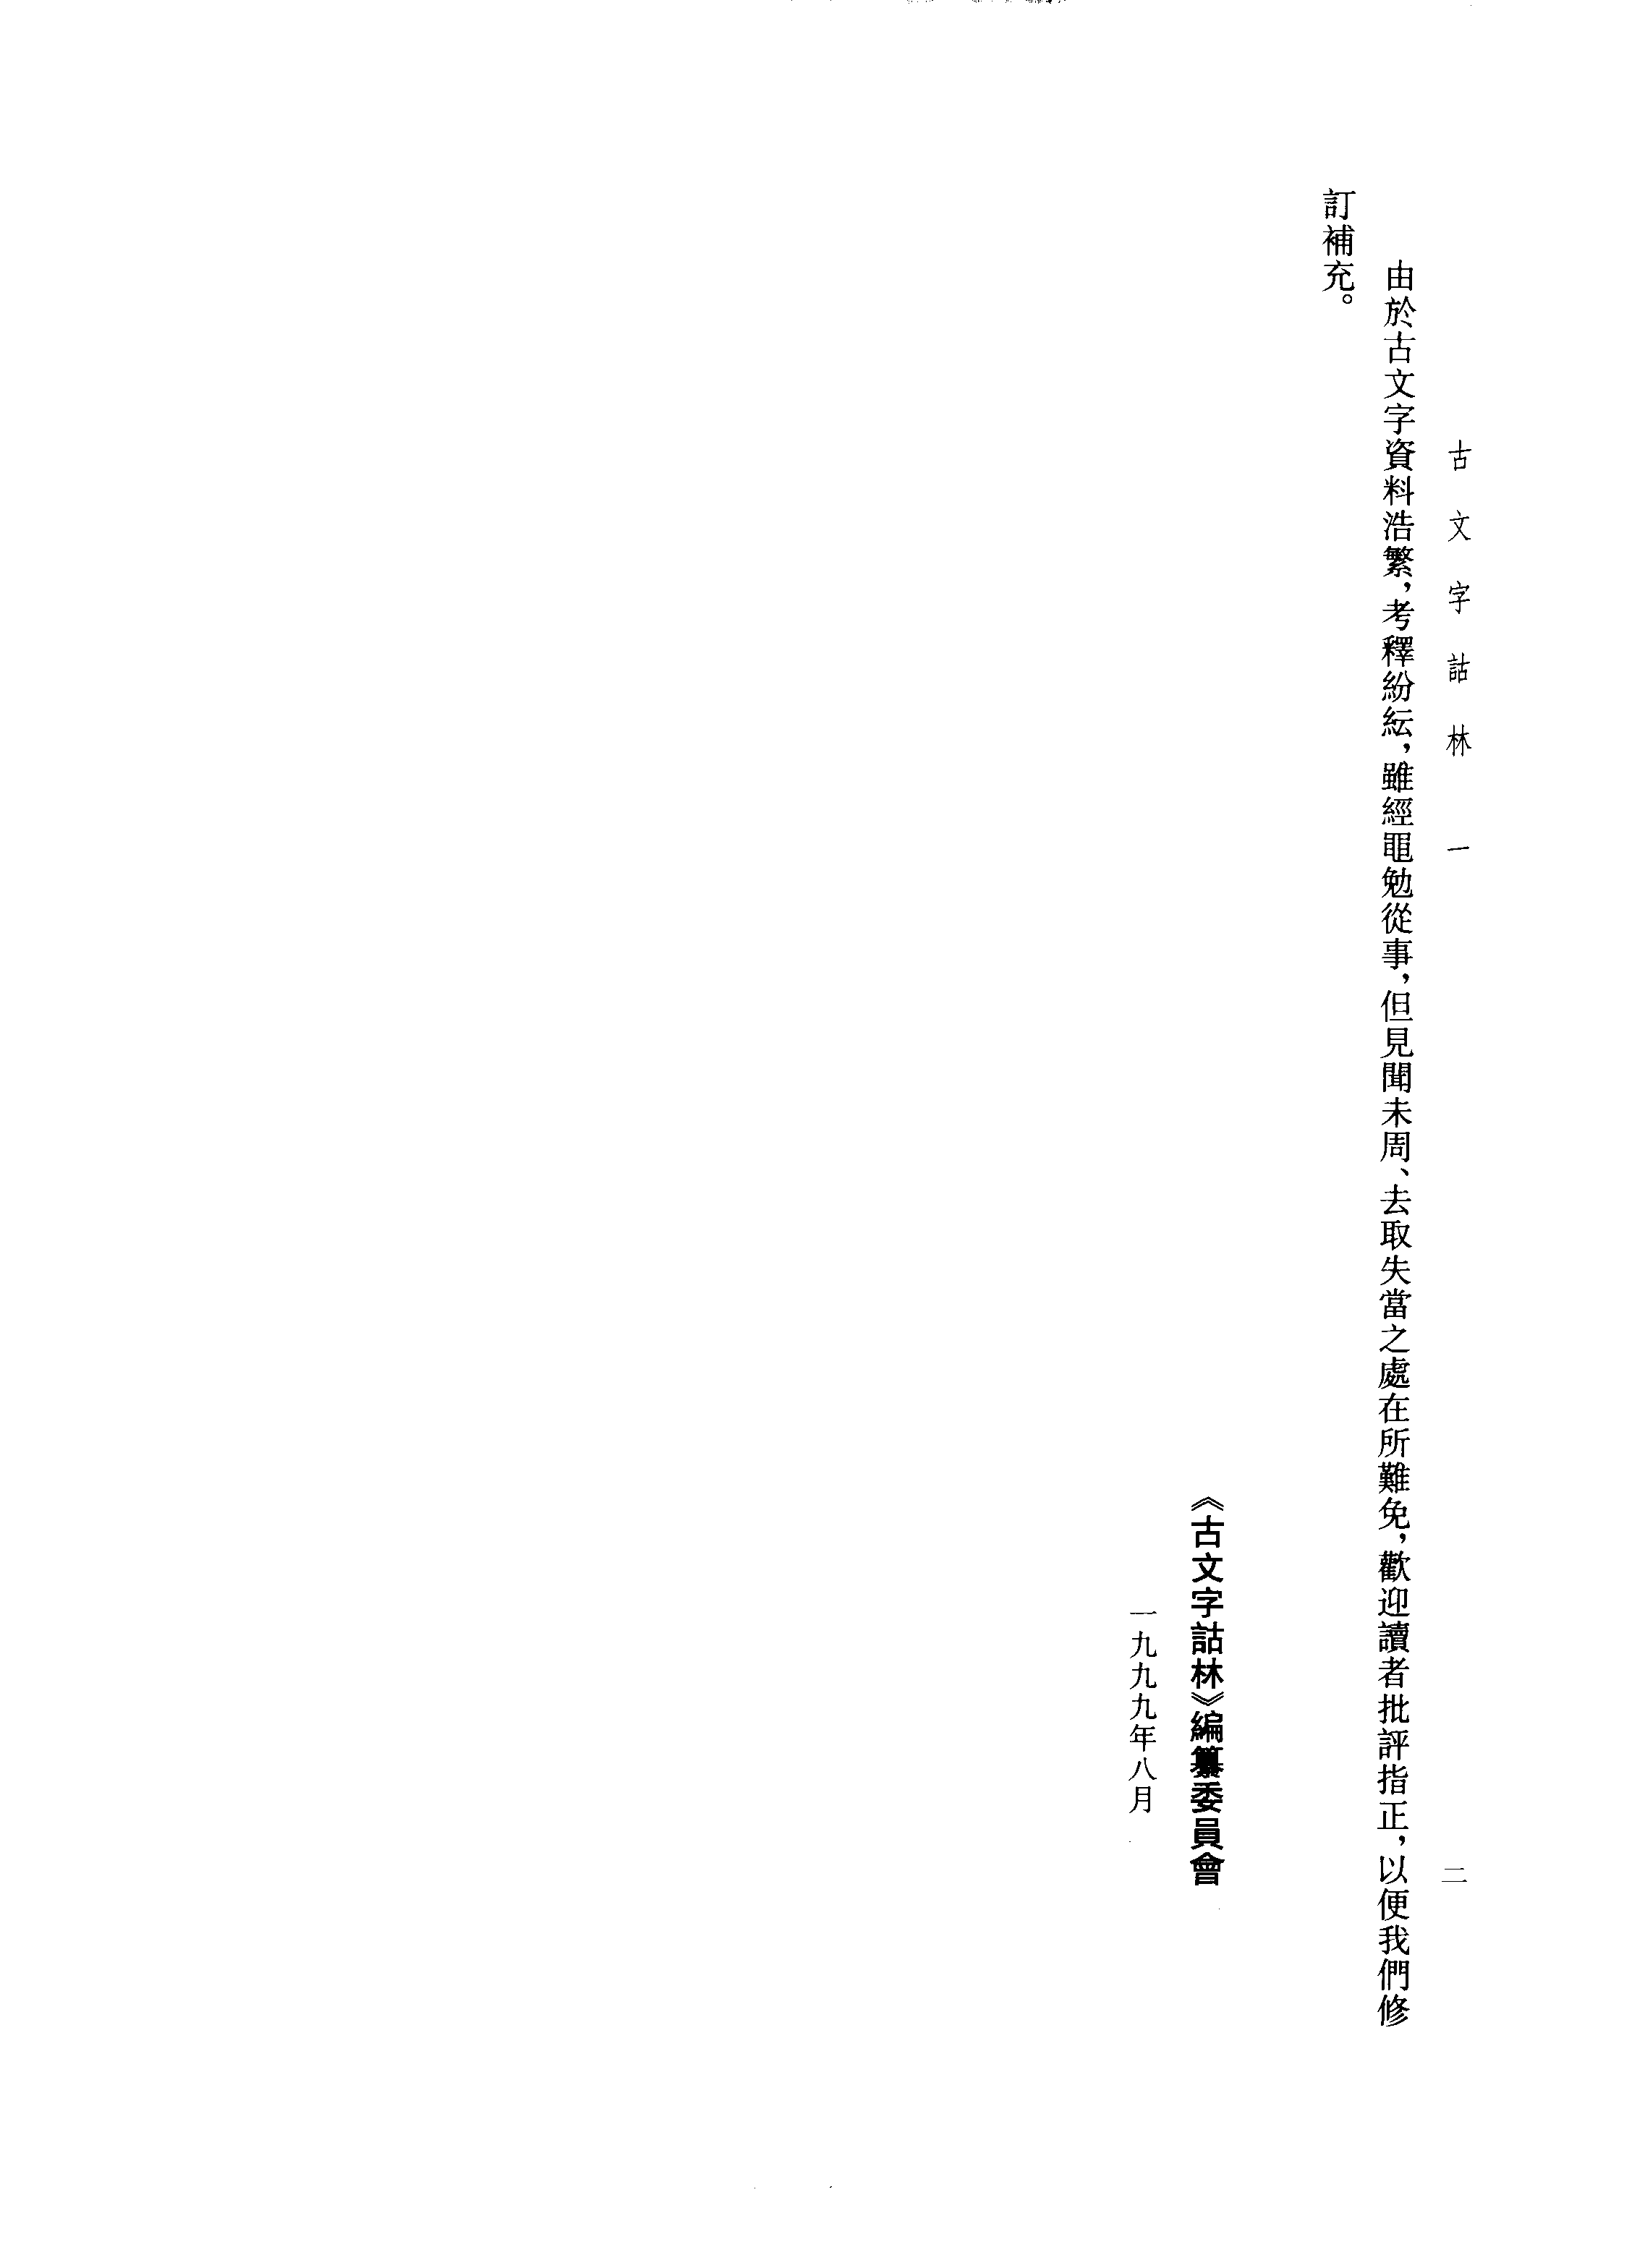 古文字詁林 一
二
由於古文字資料浩繁，考釋紛紜，雖經黽勉從事，但見聞未周、去取失當之處在所難免，歡迎讀者批評指正，以便我們修
訂補充。
《古文字詁林》編纂委員會
一九九九年八月